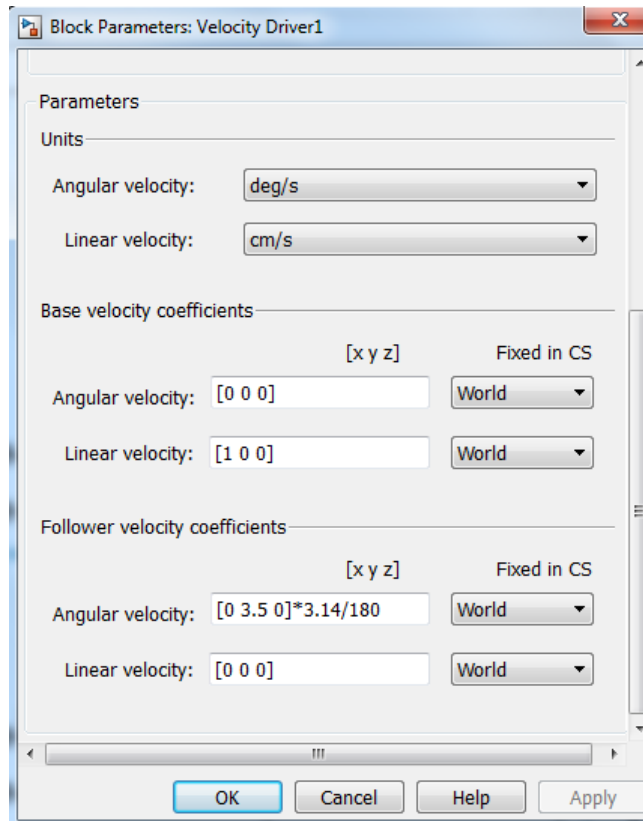 Block Parameters: Velocity Driver1
Parameters
Units
Angular velocity: deg/s
Linear velocity: cm/s
Base velocity coefficients
[x y z] Fixed in CS
Angular velocity: [0 0 0] World
Linear velocity: [1 0 0] World
Follower velocity coefficients
[x y z] Fixed in CS
Angular velocity: [0 3.5 0]*3.14/180 World
Linear velocity: [0 0 0] World
OK Cancel Help Apply